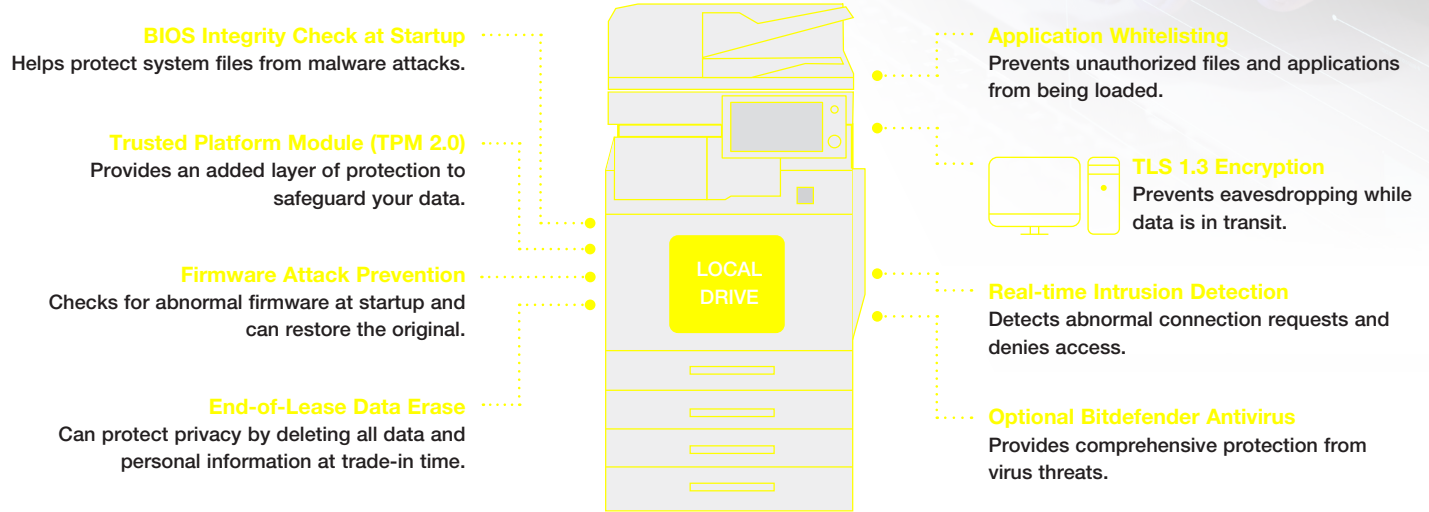 BIOS Integrity Check at Startup
Helps protect system files from malware attacks.
Trusted Platform Module (TPM 2.0)
Provides an added layer of protection to
safeguard your data.
Firmware Attack Prevention
Checks for abnormal firmware at startup and
can restore the original.
End-of-Lease Data Erase
Can protect privacy by deleting all data and
personal information at trade-in time.
LOCAL
DRIVE
Application Whitelisting
Prevents unauthorized files and applications
from being loaded.
TLS 1.3 Encryption
Prevents eavesdropping while
data is in transit.
Real-time Intrusion Detection
Detects abnormal connection requests and
denies access.
Optional Bitdefender Antivirus
Provides comprehensive protection from
virus threats.